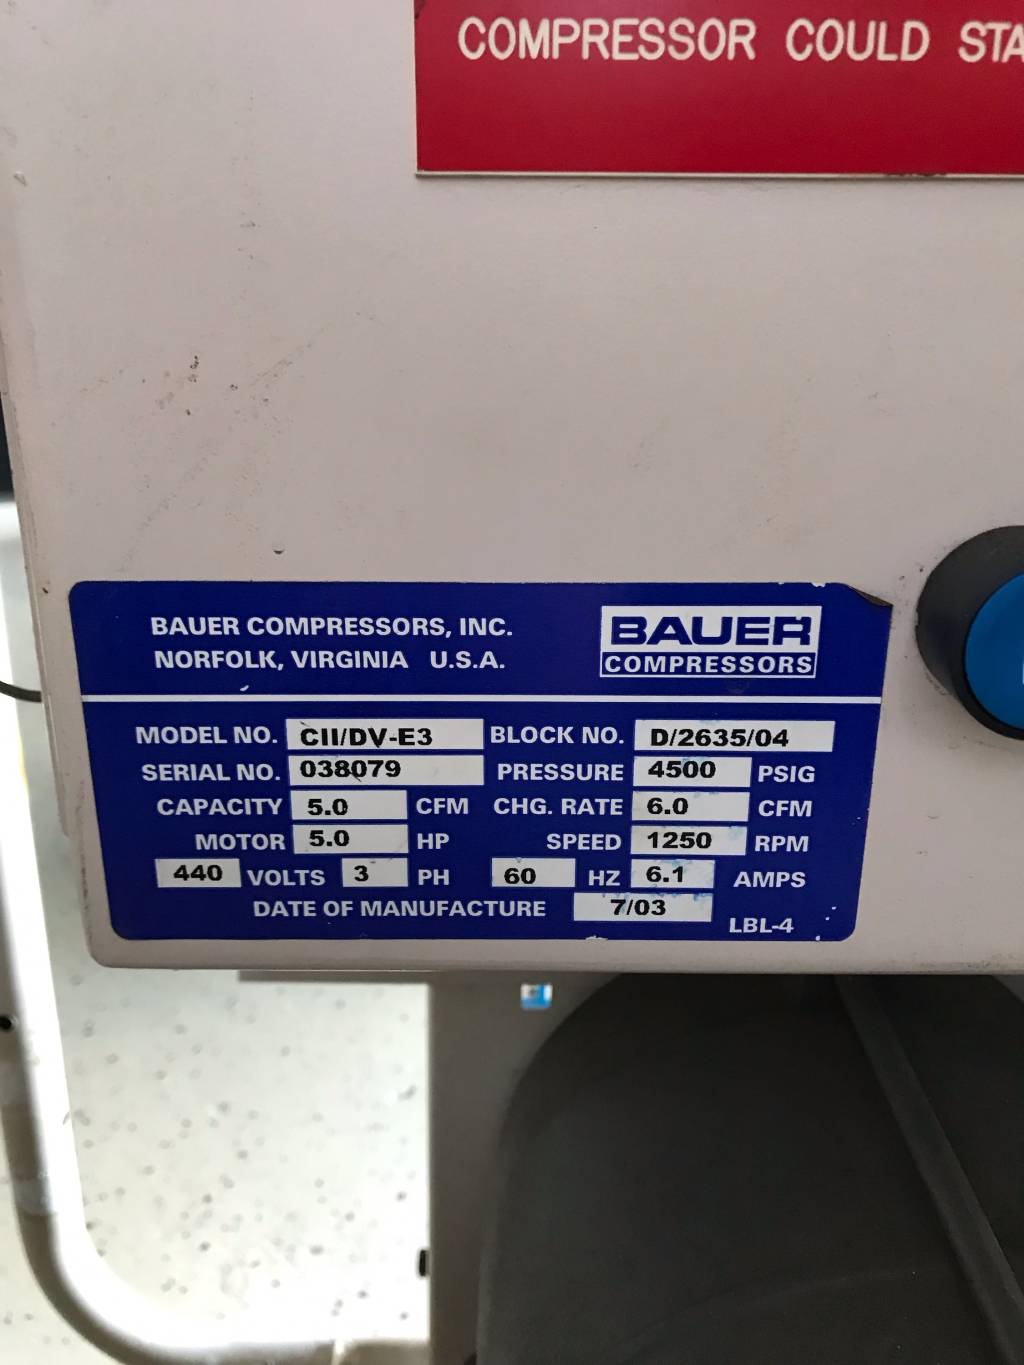 COMPRESSOR COULD STA
BAUER COMPRESSORS, INC.
NORFOLK, VIRGINIA U.S.A.
BAUER
COMPRESSORS
MODEL NO. CII/DV-E3 BLOCK NO. D/2635/04
SERIAL NO. 038079 PRESSURE 4500 PSIG
CAPACITY 5.0 CFM CHG. RATE 6.0 CFM
MOTOR 5.0 HP SPEED 1250 RPM
440 VOLTS 3 PH 60 HZ 6.1 AMPS
DATE OF MANUFACTURE 7/03
LBL-4